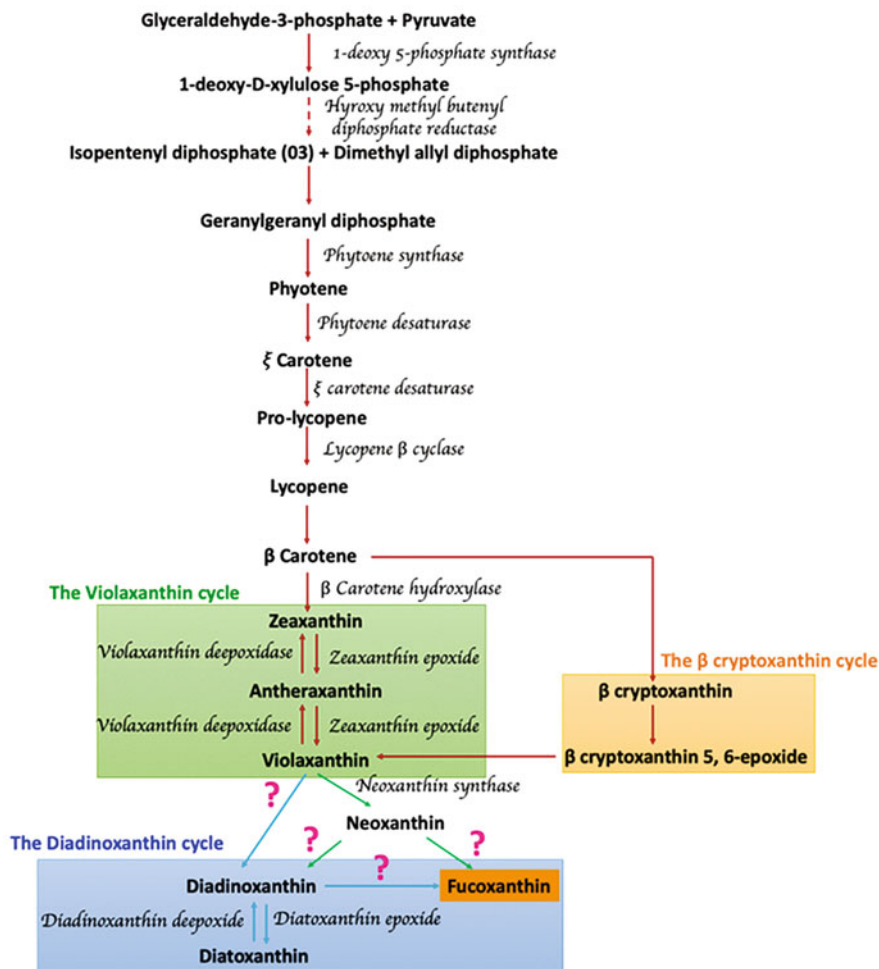 Glyceraldehyde-3-phosphate + Pyruvate
1-deoxy 5-phosphate synthase
1-deoxy-D-xylulose 5-phosphate
Hyroxy methyl butenyl
diphosphate reductase
Isopentenyl diphosphate (03) + Dimethyl allyl diphosphate
Geranylgeranyl diphosphate
Phytoene synthase
Phyotene
Phytoene desaturase
ξ Carotene
ξ carotene desaturase
Pro-lycopene
Lycopene β cyclase
Lycopene
β Carotene
β Carotene hydroxylase
The Violaxanthin cycle
Zeaxanthin
Violaxanthin deepoxidase
Zeaxanthin epoxide
Antheraxanthin
Violaxanthin deepoxidase
Zeaxanthin epoxide
Violaxanthin
The β cryptoxanthin cycle
β cryptoxanthin
β cryptoxanthin 5, 6-epoxide
?
Neoxanthin synthase
Neoxanthin
?
?
?
The Diadinoxanthin cycle
Diadinoxanthin
Fucoxanthin
Diadinoxanthin deepoxide
Diatoxanthin epoxide
Diatoxanthin